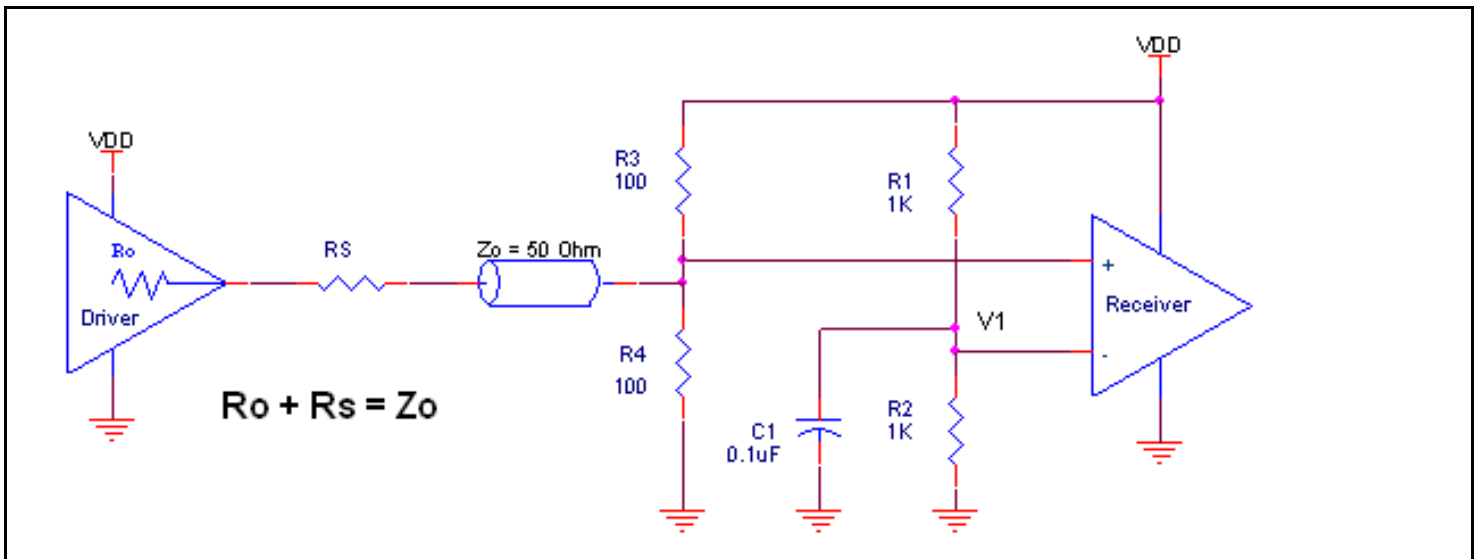 VDD
VDD
Ro
Driver
RS
Zo = 50 Ohm
R3
100
R1
1K
+
Receiver
-
V1
R4
100
Ro + Rs = Zo
C1
0.1uF
R2
1K